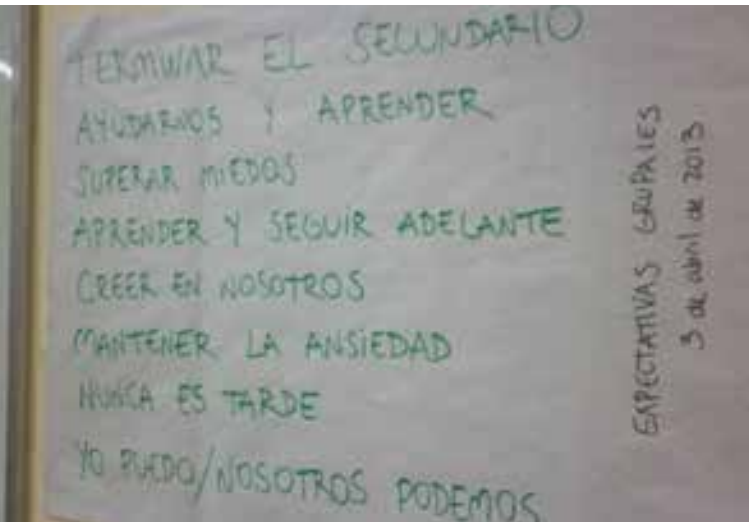 TERMINAR EL SECUNDARIO
AYUDARNOS Y APRENDER
SUPERAR MIEDOS
APRENDER Y SEGUIR ADELANTE
CREER EN NOSOTROS
MANTENER LA ANSIEDAD
NUNCA ES TARDE
YO PUEDO/NOSOTROS PODEMOS
EXPECTATIVAS GRUPALES
3 de abril de 2013